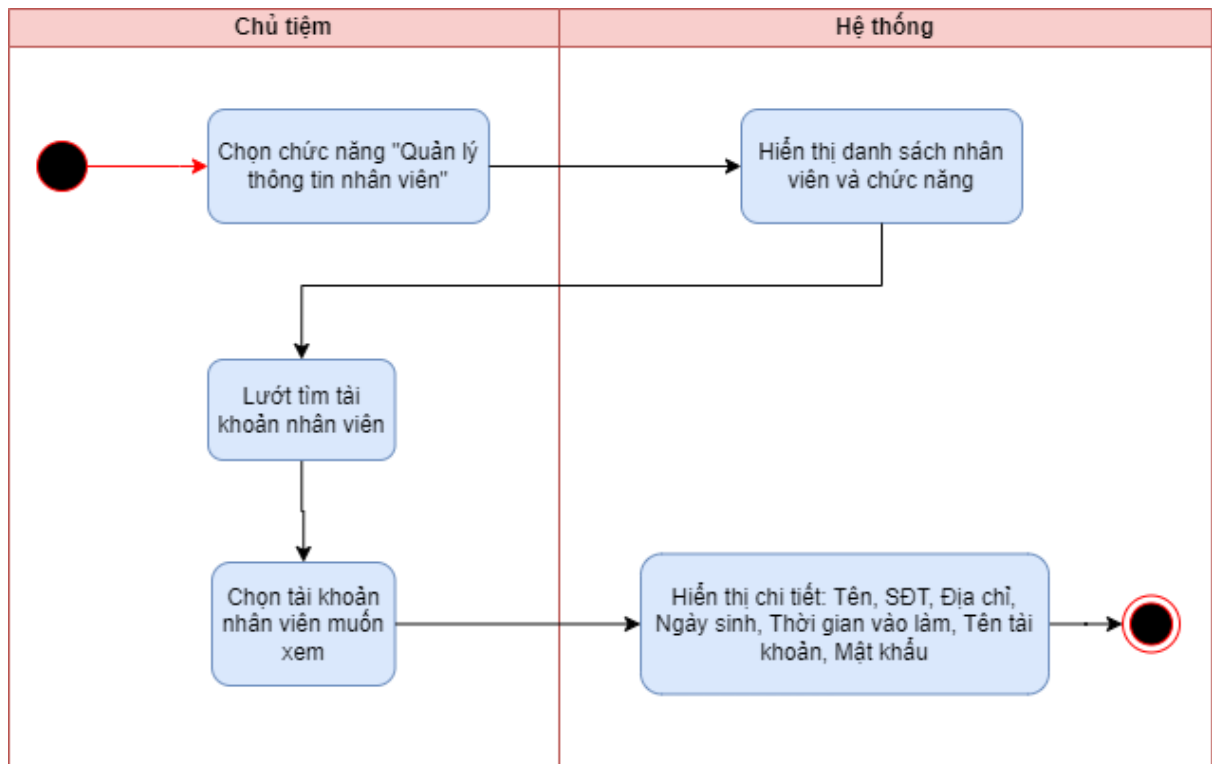 Chủ tiệm
Hệ thống
Chọn chức năng "Quản lý
thông tin nhân viên"
Hiển thị danh sách nhân
viên và chức năng
Lướt tìm tài
khoản nhân viên
Chọn tài khoản
nhân viên muốn
xem
Hiển thị chi tiết: Tên, SĐT, Địa chỉ,
Ngày sinh, Thời gian vào làm, Tên tài
khoản, Mật khẩu